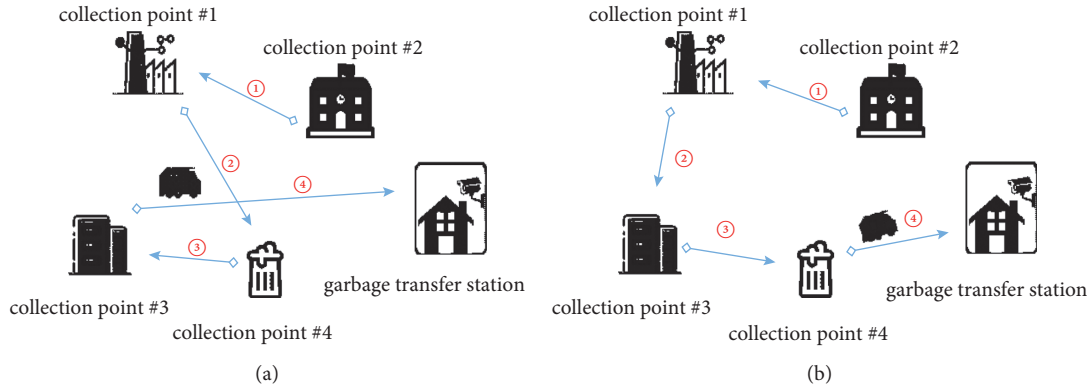 collection point #1
collection point #2
①
②
④
③
collection point #3
garbage transfer station
collection point #4
(a)
collection point #1
collection point #2
①
②
③
④
collection point #3
garbage transfer station
collection point #4
(b)